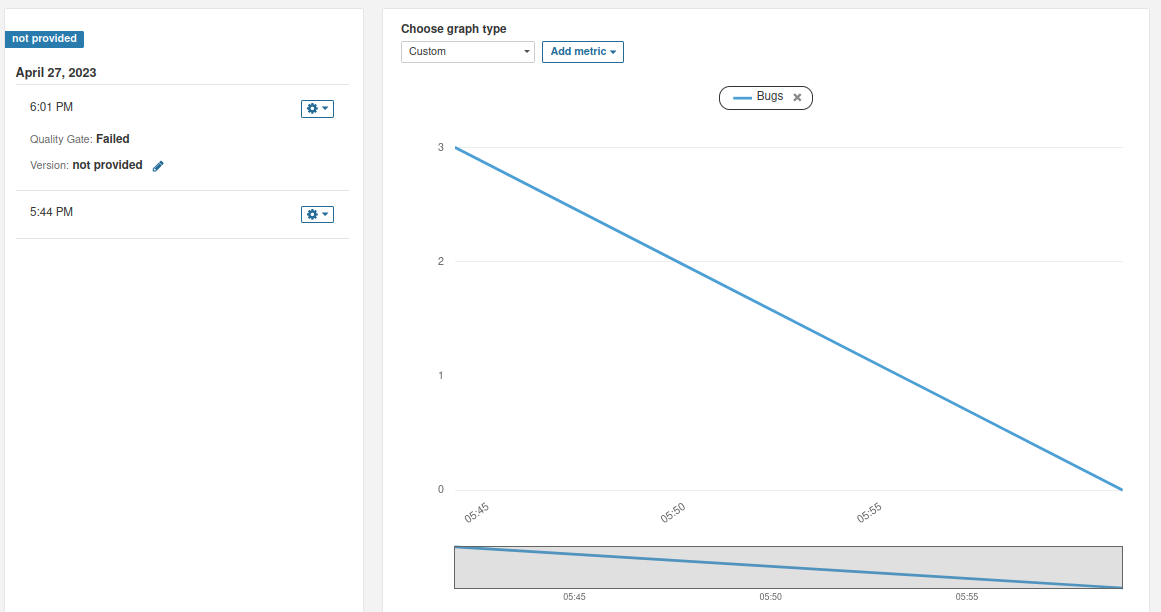 not provided
April 27, 2023
6:01 PM
Quality Gate: Failed
Version: not provided
5:44 PM
Choose graph type
Custom
Add metric
Bugs
3
2
1
0
05:45
05:50
05:55
05:45
05:50
05:55